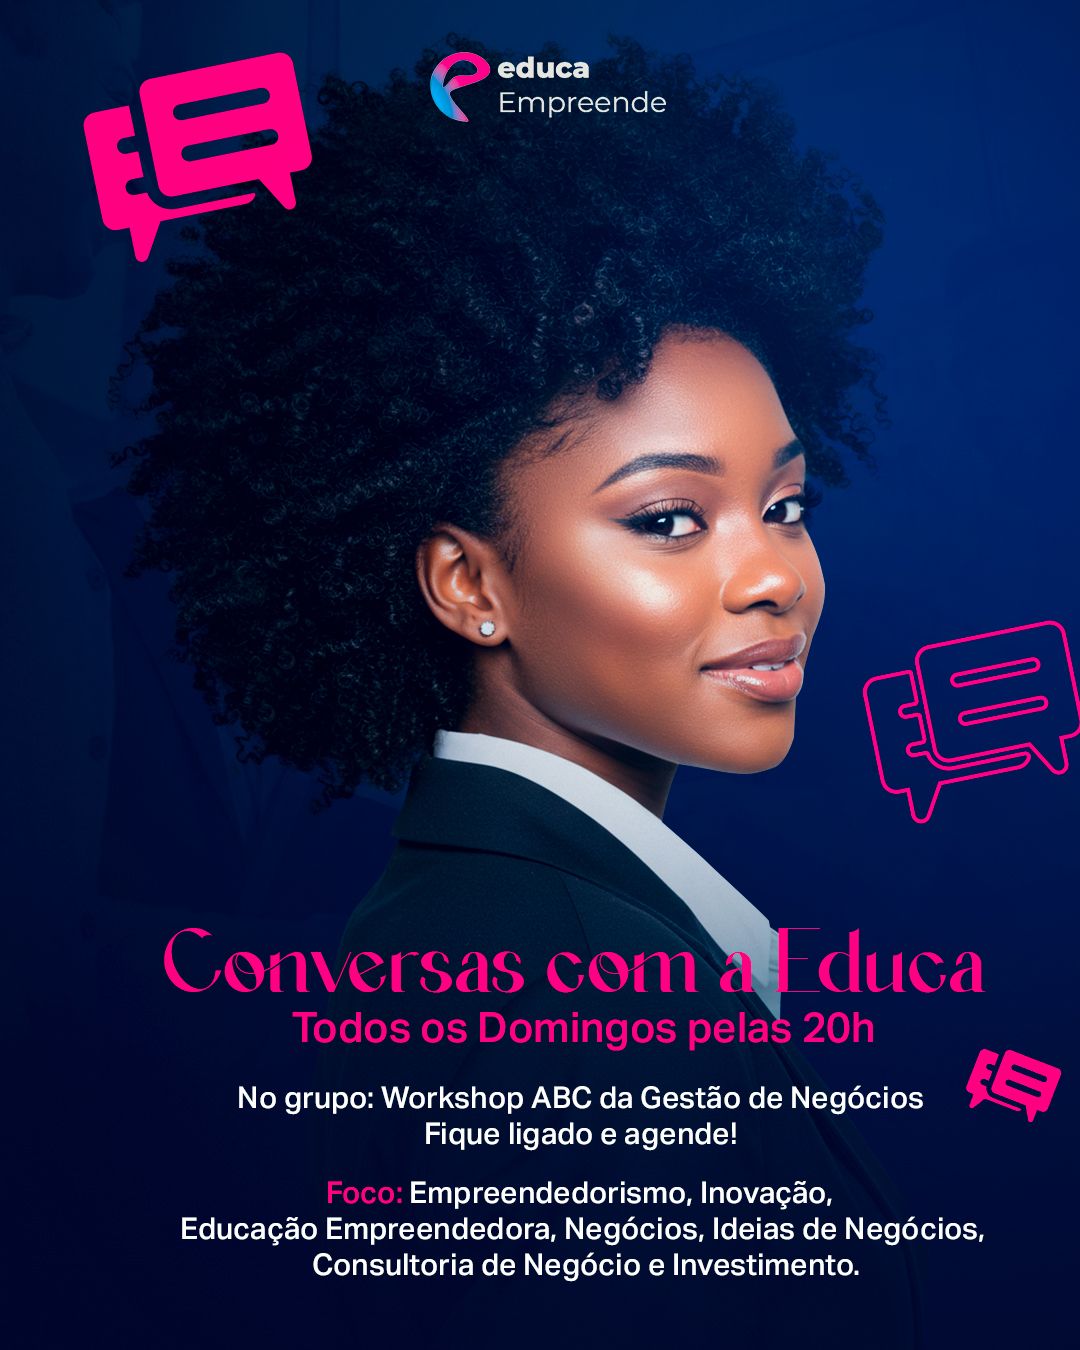 educa
Empreende
Conversas com a Educa
Todos os Domingos pelas 20h
No grupo: Workshop ABC da Gestão de Negócios
Fique ligado e agende!
Foco: Empreendedorismo, Inovação,
Educação Empreendedora, Negócios, Ideias de Negócios,
Consultoria de Negócio e Investimento.